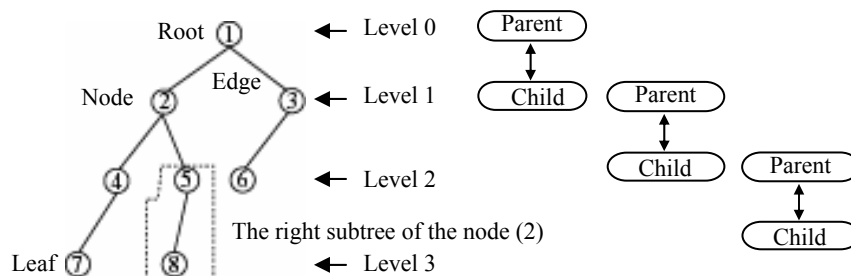 Root 1 Level 0 Parent
Edge
Node 2 3 Level 1 Child Parent
4 5 6 Level 2 Child Parent
The right subtree of the node (2)
Child
Leaf 7 8 Level 3